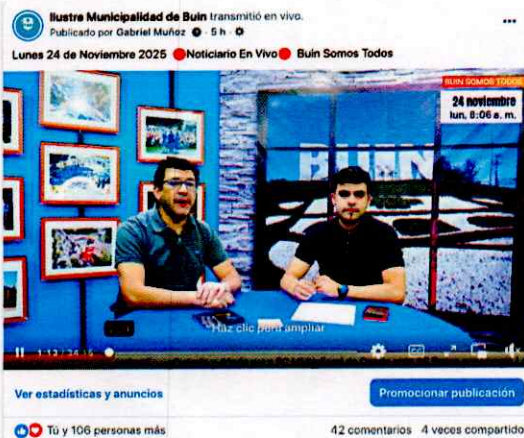 Ilustre Municipalidad de Buin transmitió en vivo.
Publicado por Gabriel Muñoz · 5 h ·
Lunes 24 de Noviembre 2025 🔴Noticiario En Vivo🔴 Buin Somos Todos
BUIN SOMOS TODOS
24 noviembre
lun, 8:06 a. m.
BUIN
Haz clic para ampliar
Ver estadísticas y anuncios
Promocionar publicación
Tú y 106 personas más
42 comentarios 4 veces compartido